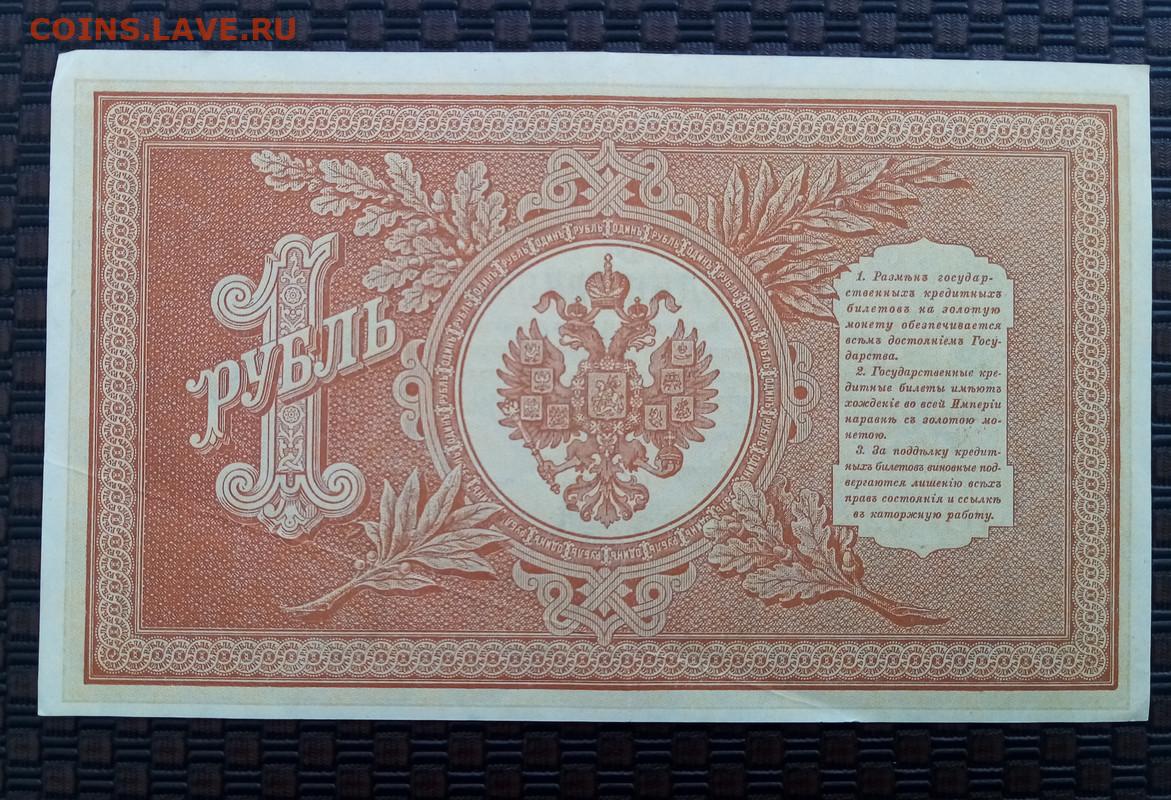 COINS.LAVE.RU
1
РУБЛЬ
1. Размѣнъ государ-
ственныхъ кредитныхъ
билетовъ на золотую
монету обезпечивается
всѣмъ достояніемъ Госу-
дарства.
2. Государственные кре-
дитные билеты имѣютъ
хожденіе во всей Имперіи
наравнѣ съ золотою мо-
нетою.
3. За поддѣлку кредит-
ныхъ билетовъ виновные под-
вергаются лишенію всѣхъ
правъ состоянія и ссылкѣ
въ каторжную работу.